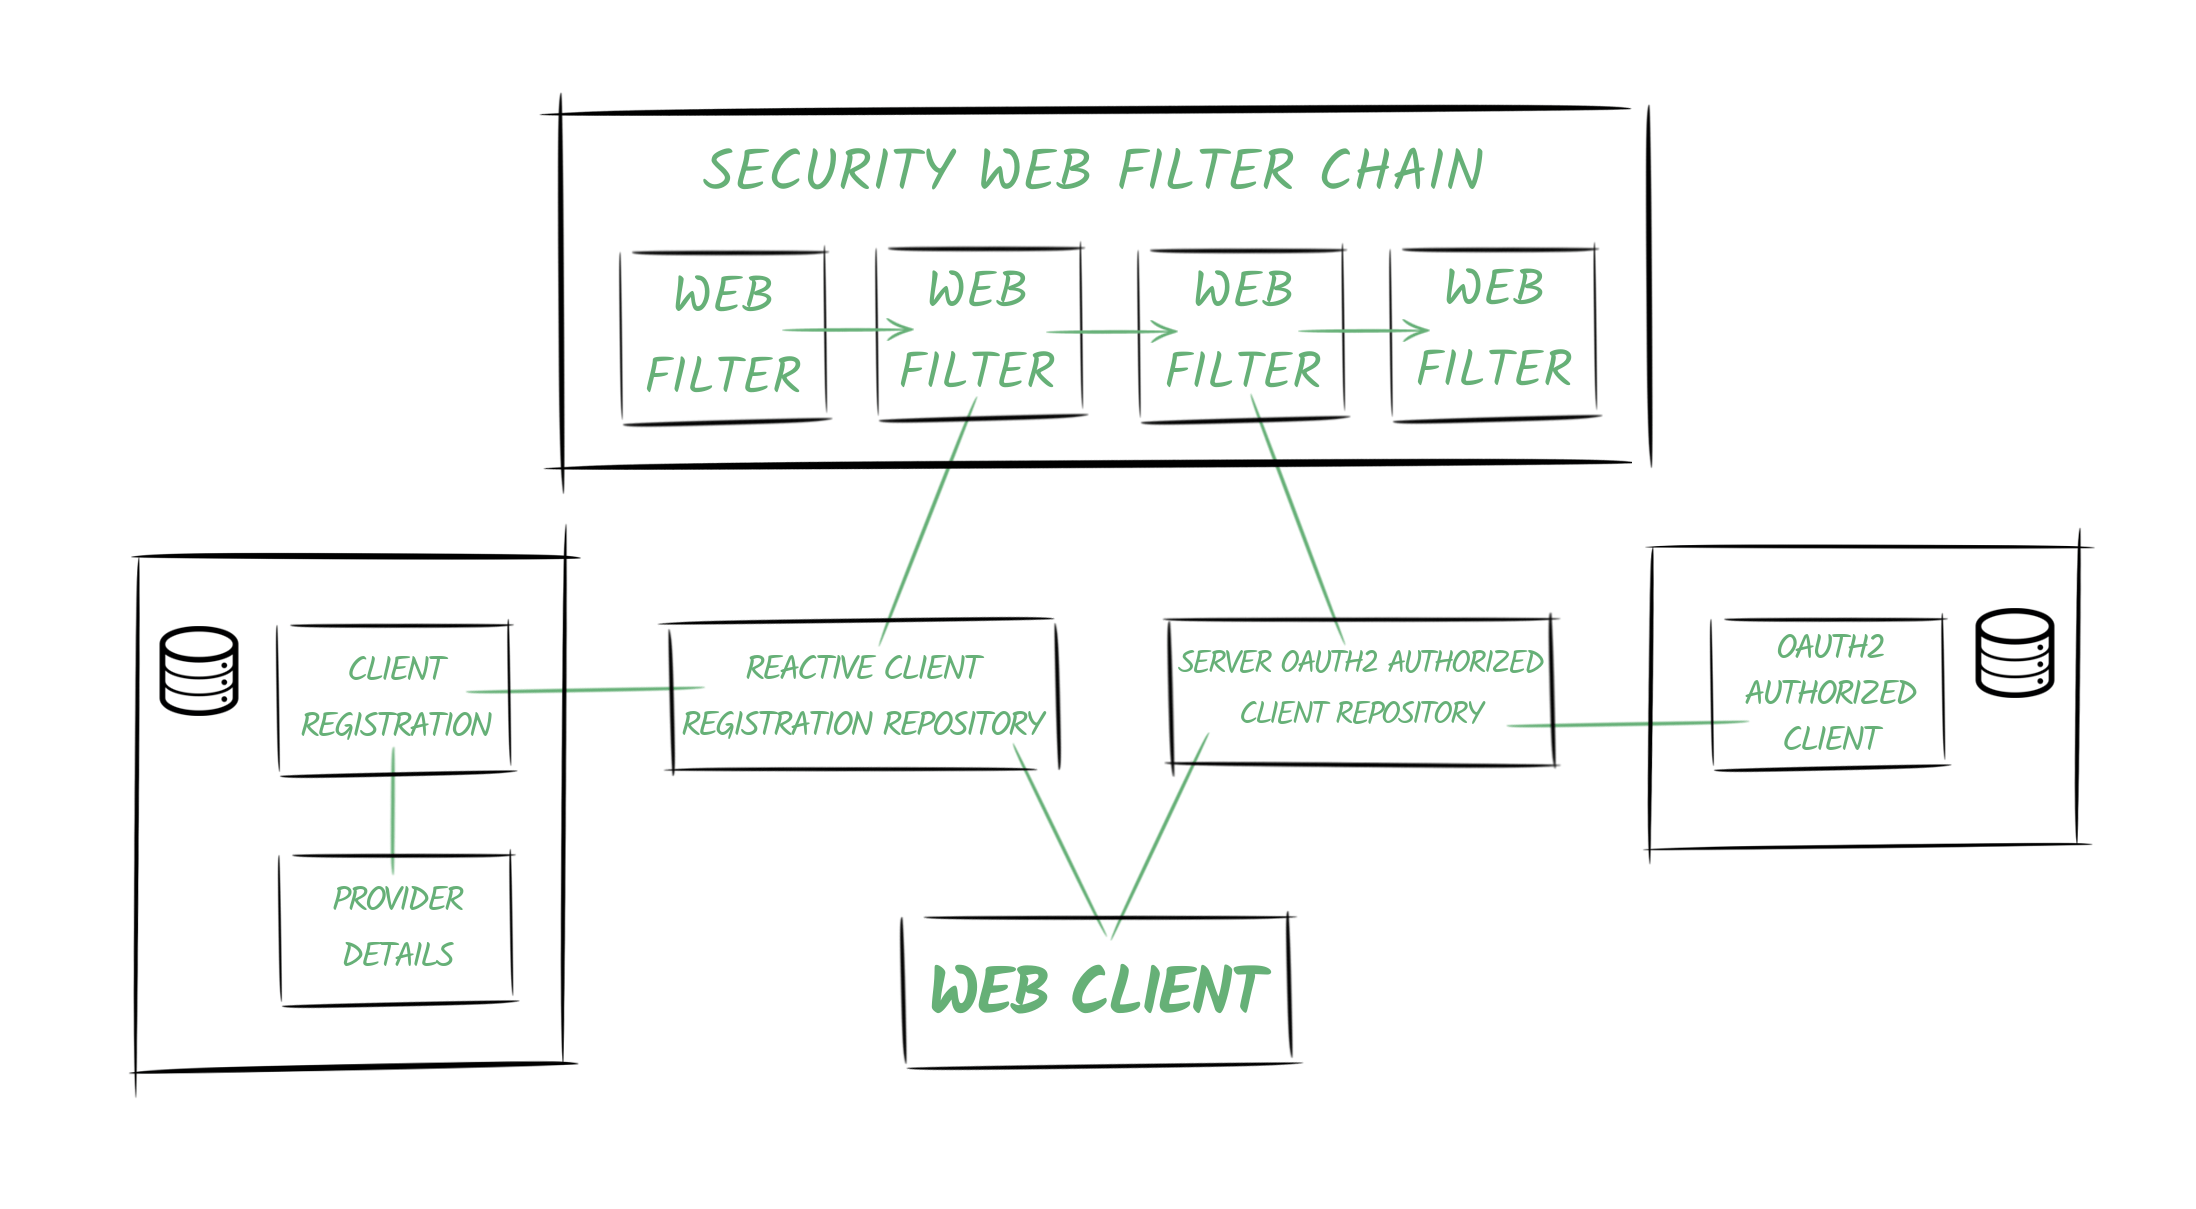 SECURITY WEB FILTER CHAIN
WEB
FILTER
WEB
FILTER
WEB
FILTER
WEB
FILTER
CLIENT
REGISTRATION
PROVIDER
DETAILS
REACTIVE CLIENT
REGISTRATION REPOSITORY
SERVER OAUTH2 AUTHORIZED
CLIENT REPOSITORY
OAUTH2
AUTHORIZED
CLIENT
WEB CLIENT